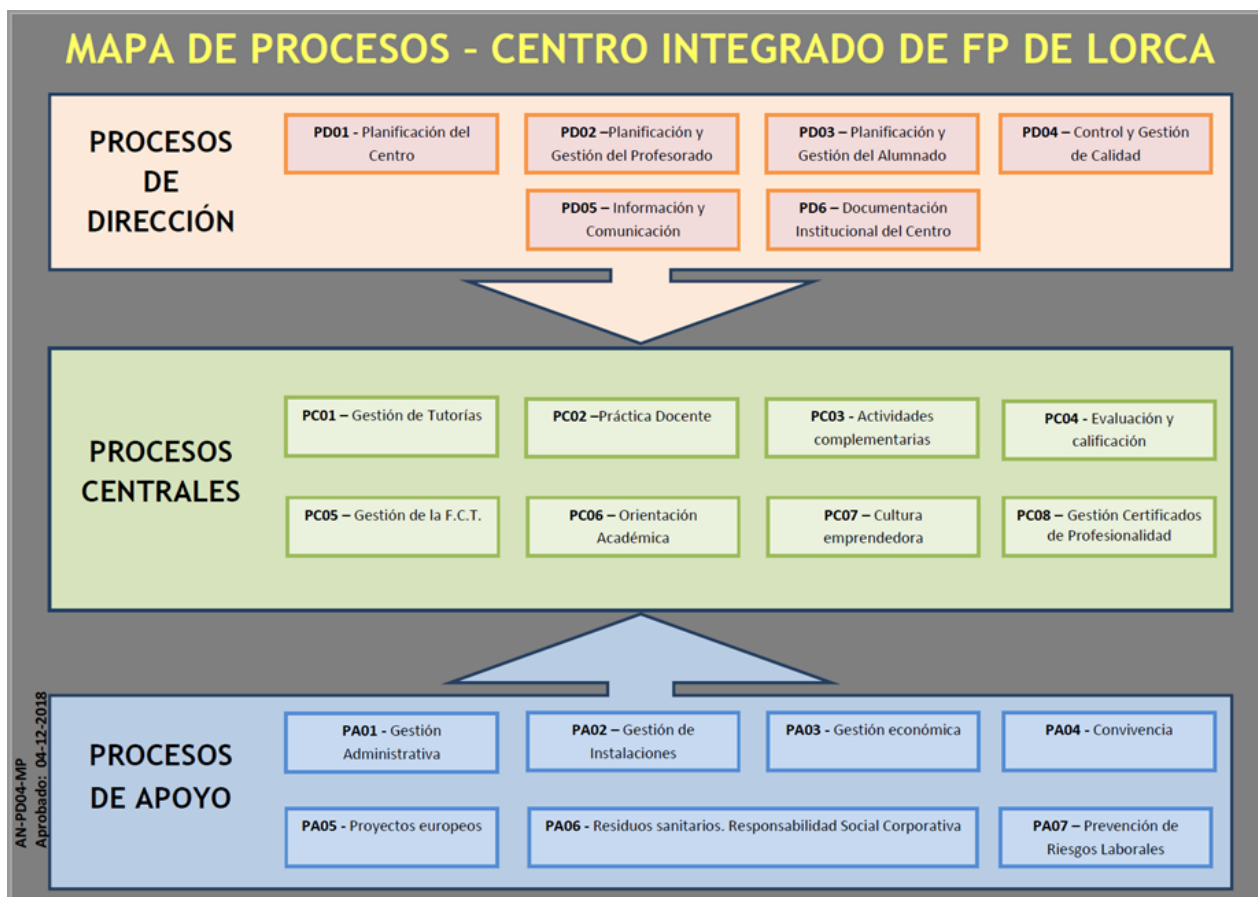 MAPA DE PROCESOS – CENTRO INTEGRADO DE FP DE LORCA
PROCESOS
DE
DIRECCIÓN
PD01 - Planificación del
Centro
PD02 –Planificación y
Gestión del Profesorado
PD03 – Planificación y
Gestión del Alumnado
PD04 – Control y Gestión
de Calidad
PD05 – Información y
Comunicación
PD6 – Documentación
Institucional del Centro
PROCESOS
CENTRALES
PC01 – Gestión de Tutorías
PC02 –Práctica Docente
PC03 - Actividades
complementarias
PC04 - Evaluación y
calificación
PC05 – Gestión de la F.C.T.
PC06 – Orientación
Académica
PC07 – Cultura
emprendedora
PC08 – Gestión Certificados
de Profesionalidad
PROCESOS
DE APOYO
PA01 - Gestión
Administrativa
PA02 – Gestión de
Instalaciones
PA03 - Gestión económica
PA04 - Convivencia
PA05 - Proyectos europeos
PA06 - Residuos sanitarios. Responsabilidad Social Corporativa
PA07 – Prevención de
Riesgos Laborales
AN-PD04-MP
Aprobado: 04-12-2018